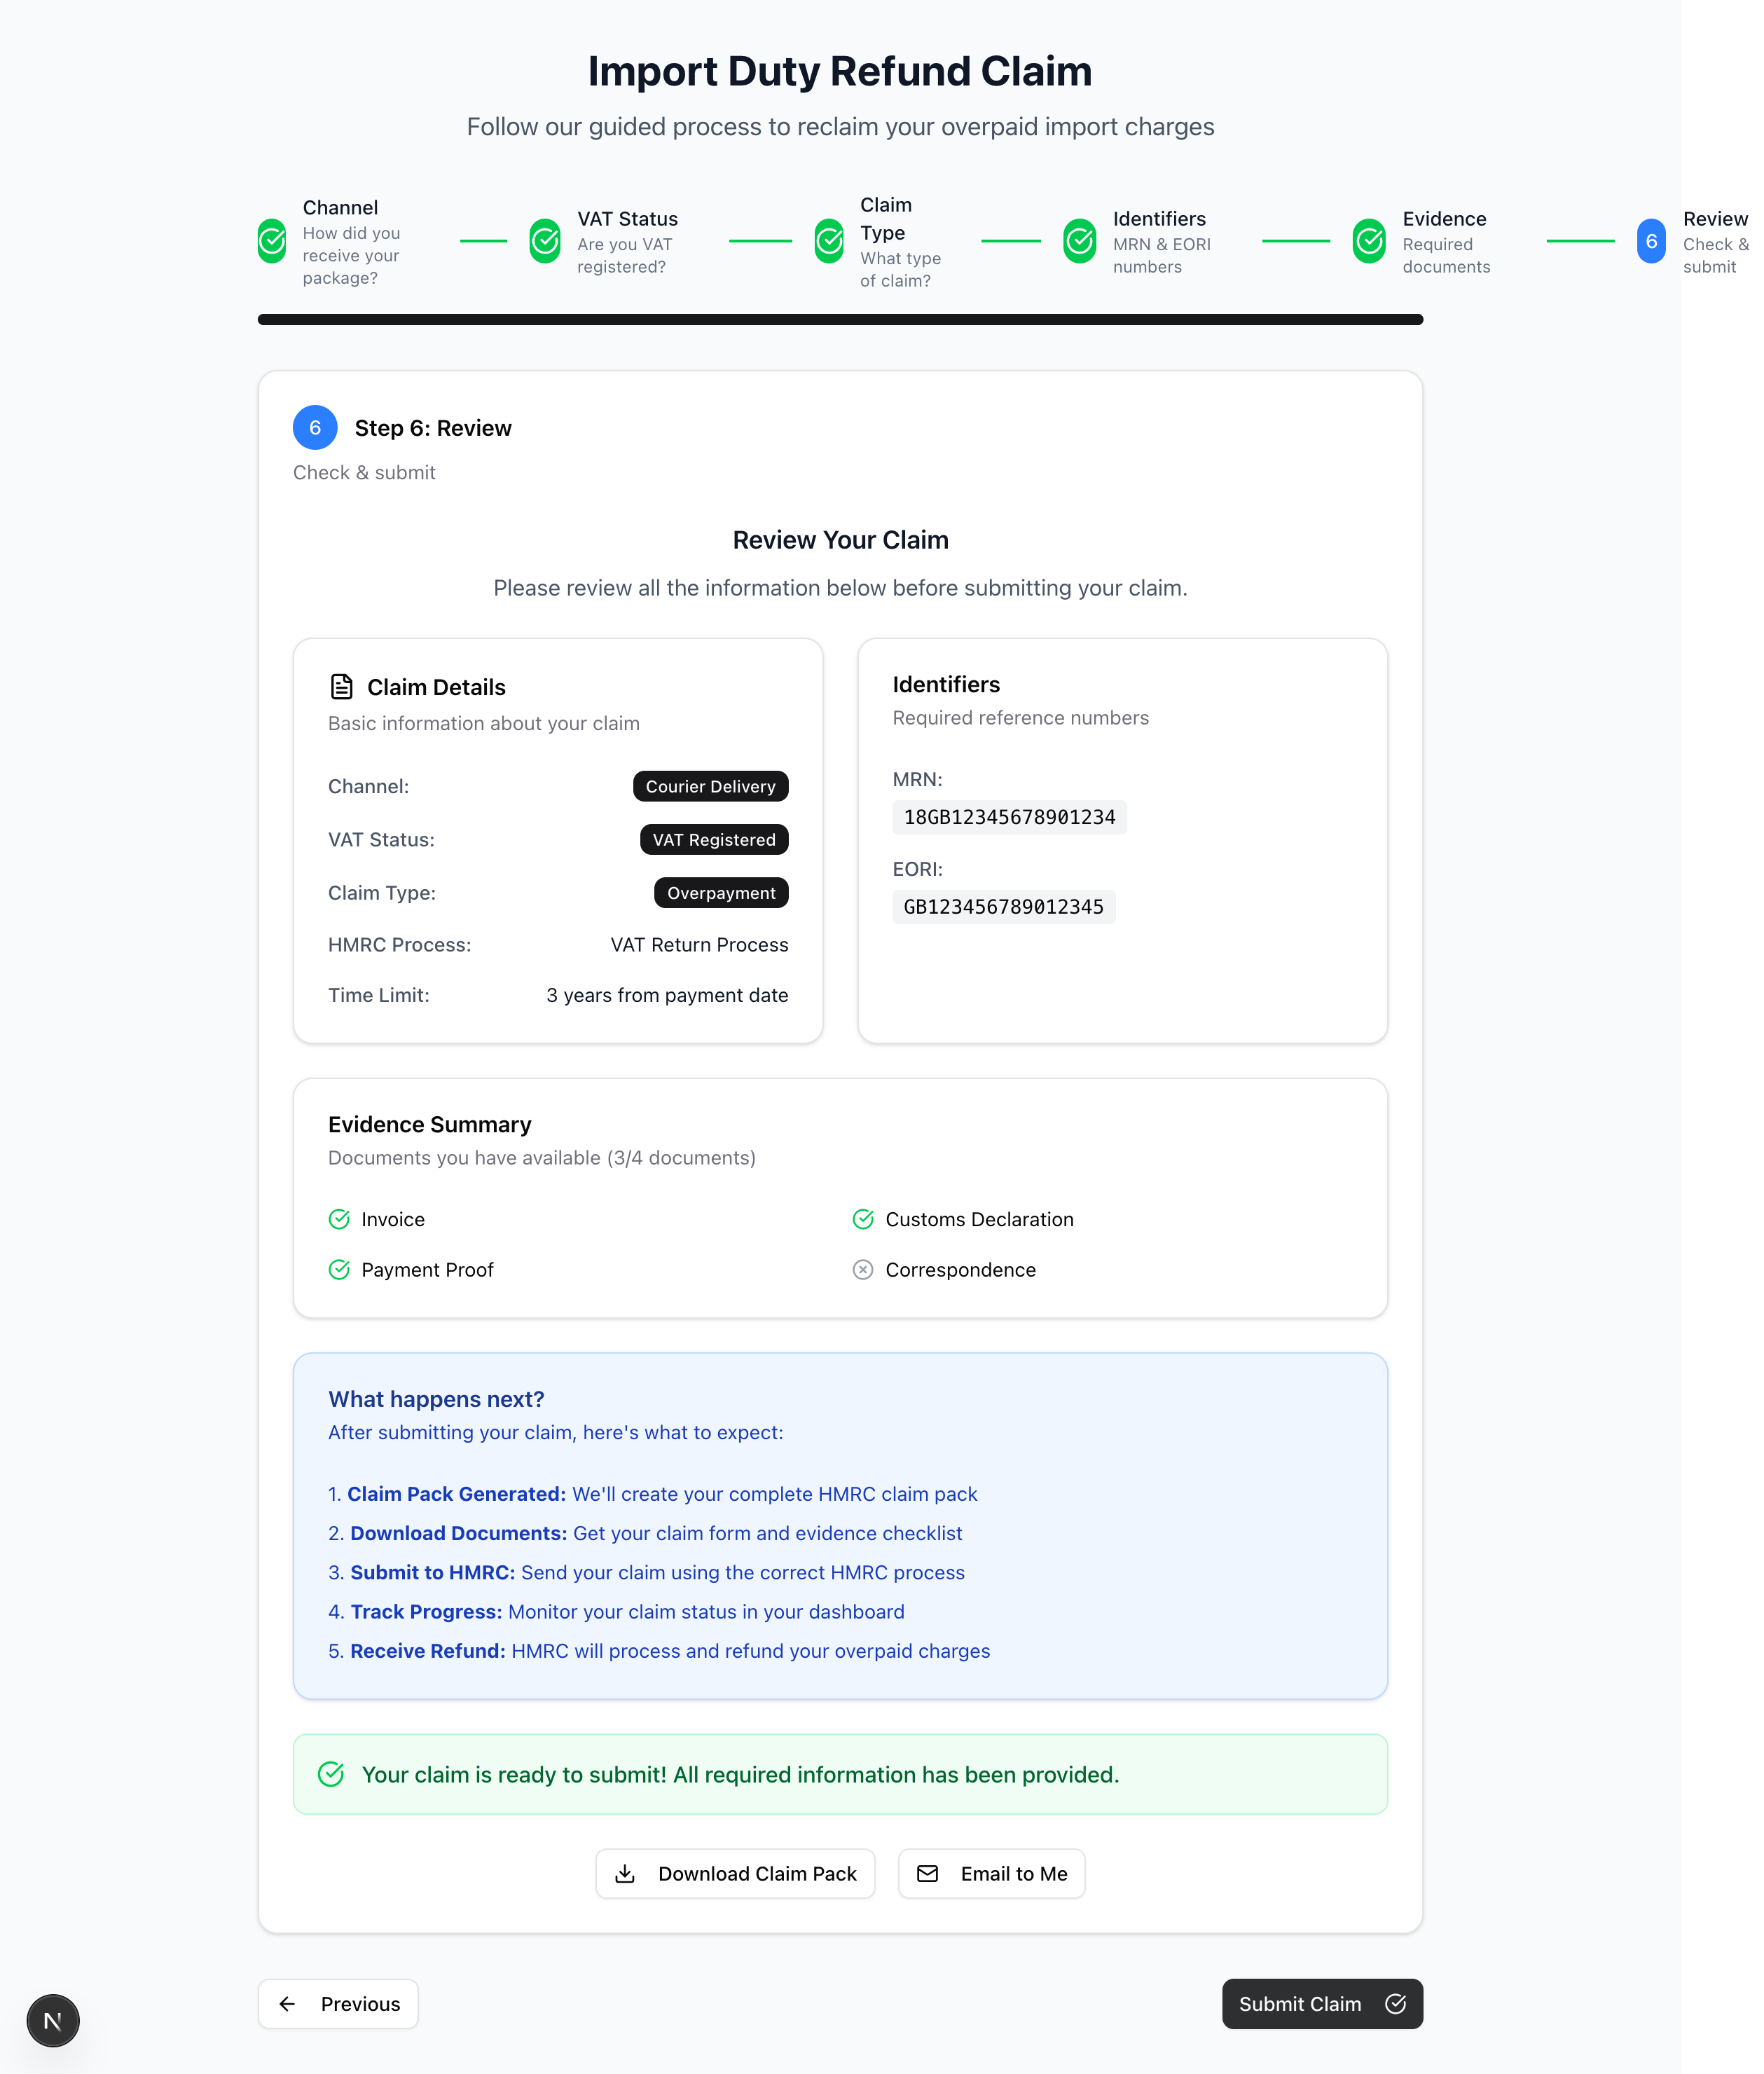 Import Duty Refund Claim
Follow our guided process to reclaim your overpaid import charges
Channel
How did you
receive your
package?
VAT Status
Are you VAT
registered?
Claim
Type
What type
of claim?
Identifiers
MRN & EORI
numbers
Evidence
Required
documents
6
Review
Check &
submit
6
Step 6: Review
Check & submit
Review Your Claim
Please review all the information below before submitting your claim.
Claim Details
Basic information about your claim
Channel: Courier Delivery
VAT Status: VAT Registered
Claim Type: Overpayment
HMRC Process: VAT Return Process
Time Limit: 3 years from payment date
Identifiers
Required reference numbers
MRN:
18GB12345678901234
EORI:
GB123456789012345
Evidence Summary
Documents you have available (3/4 documents)
Invoice
Customs Declaration
Payment Proof
Correspondence
What happens next?
After submitting your claim, here's what to expect:
1. Claim Pack Generated: We'll create your complete HMRC claim pack
2. Download Documents: Get your claim form and evidence checklist
3. Submit to HMRC: Send your claim using the correct HMRC process
4. Track Progress: Monitor your claim status in your dashboard
5. Receive Refund: HMRC will process and refund your overpaid charges
Your claim is ready to submit! All required information has been provided.
Download Claim Pack
Email to Me
Previous
Submit Claim
N